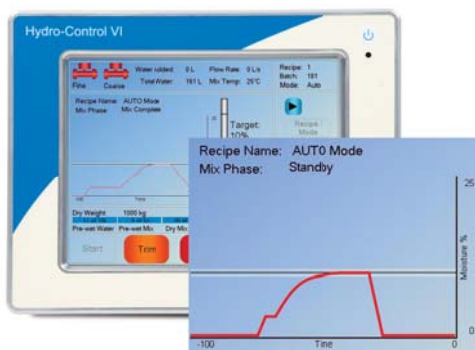 Hydro-Control VI
Water added: 0 L Flow Rate: 0 L/s
Total Water: 161 L Mix Temp: 25°C
Recipe: 1
Batch: 181
Mode: Auto
Fine Coarse
Recipe Name: AUTO Mode
Mix Phase: Mix Complete
Target:
10%
Recipe
Mode
Dry Weight 1000 kg
Pre-wet Water Pre-wet Mix Dry Mix
Start Trim
Recipe Name: AUT0 Mode
Mix Phase: Standby
25
Moisture %
0
-100 Tine 0